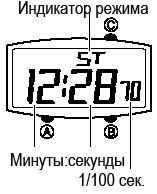 Индикатор режима
C
ST
12:28 70
A B
Минуты:секунды
1/100 сек.